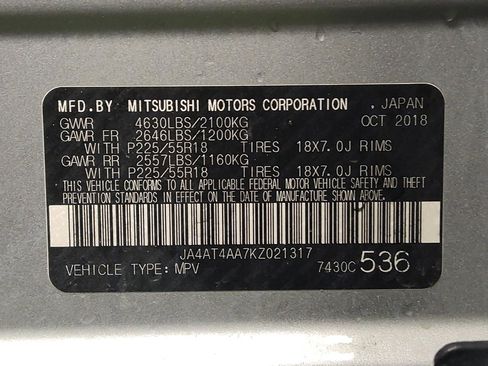 MFD.BY MITSUBISHI MOTORS CORPORATION JAPAN
GVWR 4630LBS/2100KG OCT 2018
GAWR FR 2646LBS/1200KG
WITH P225/55R18 TIRES 18X7.0J RIMS
GAWR RR 2557LBS/1160KG
WITH P225/55R18 TIRES 18X7.0J RIMS
THIS VEHICLE CONFORMS TO ALL APPLICABLE FEDERAL MOTOR VEHICLE SAFETY AND THEFT
PREVENTION STANDARDS IN EFFECT ON THE DATE OF MANUFACTURE SHOWN ABOVE.
JA4AT4AA7KZ021317
VEHICLE TYPE: MPV 7430C 536